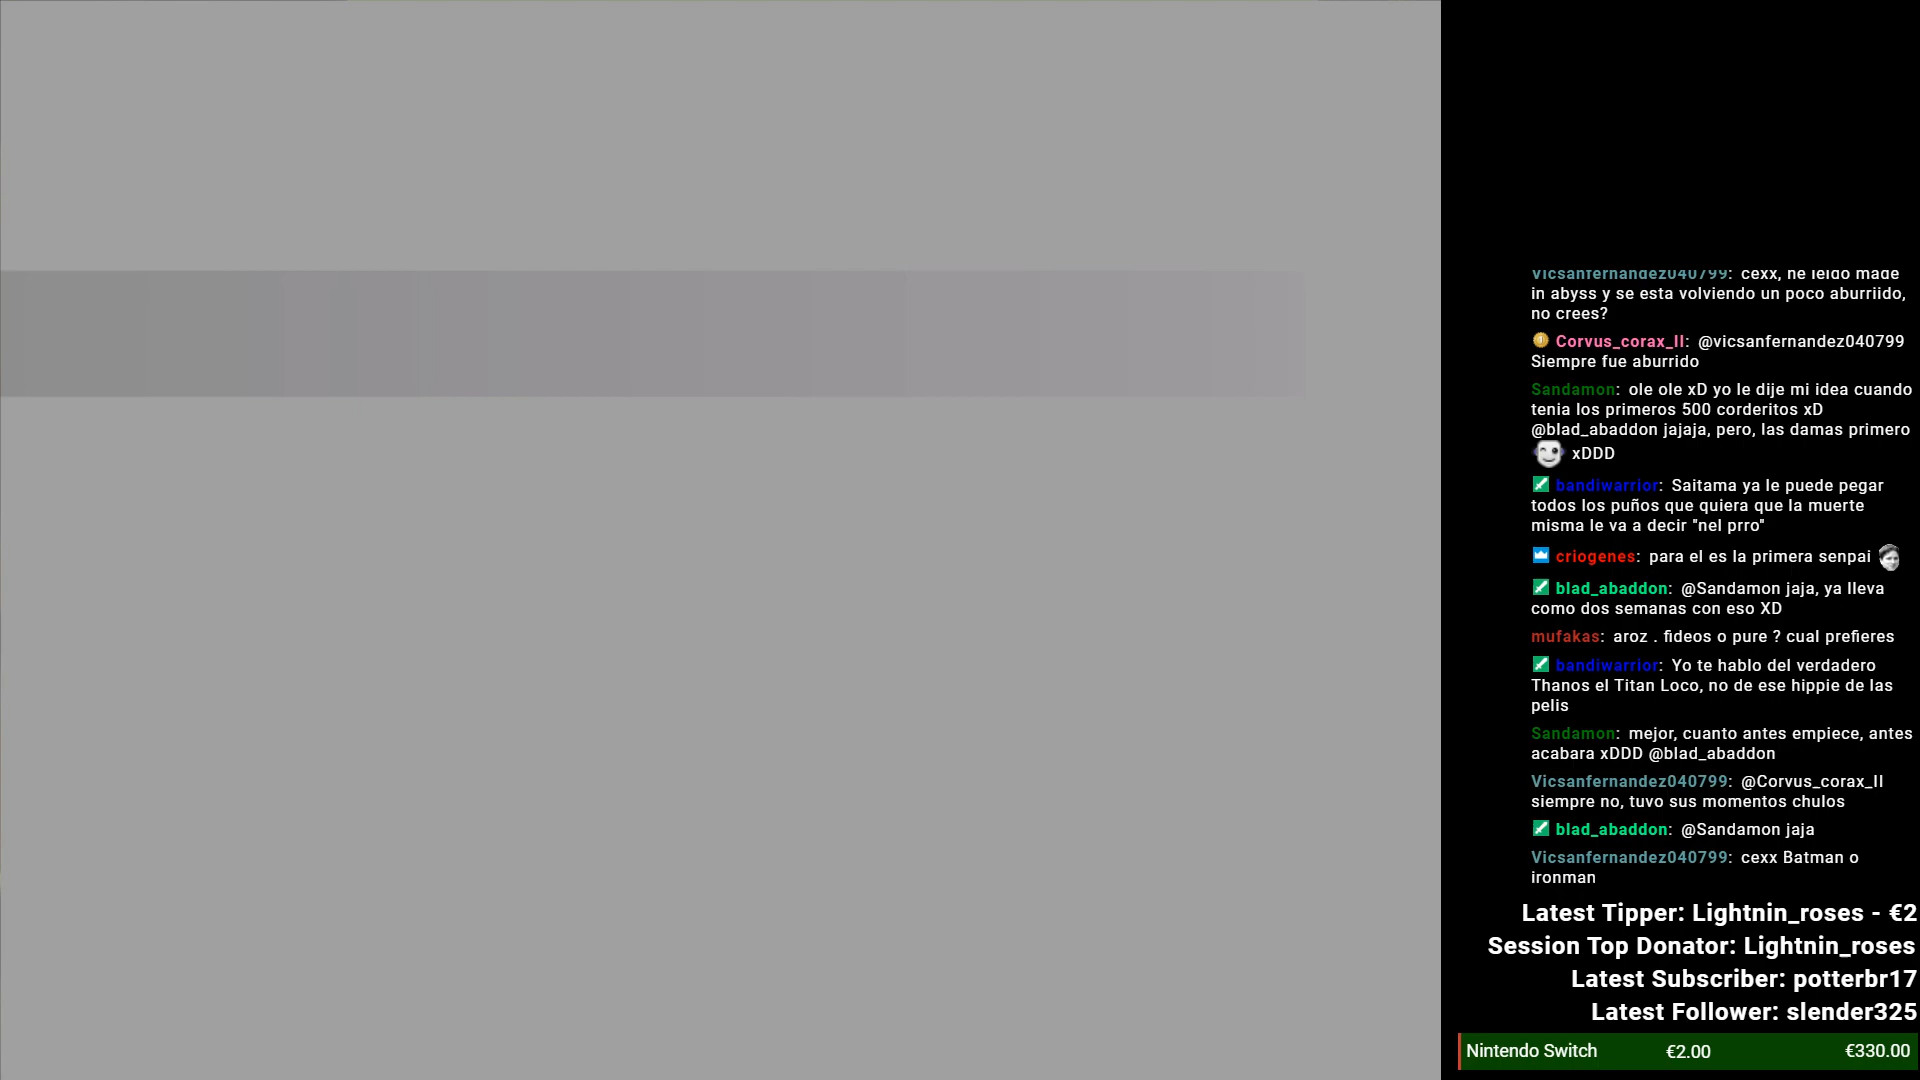 Vicsanfernandez040799: cexx, he leido made
in abyss y se esta volviendo un poco aburriido,
no crees?
Corvus_corax_II: @vicsanfernandez040799
Siempre fue aburrido
Sandamon: ole ole xD yo le dije mi idea cuando
tenia los primeros 500 corderitos xD
@blad_abaddon jajaja, pero, las damas primero
xDDD
bandiwarrior: Saitama ya le puede pegar
todos los puños que quiera que la muerte
misma le va a decir "nel prro"
criogenes: para el es la primera senpai
blad_abaddon: @Sandamon jaja, ya lleva
como dos semanas con eso XD
mufakas: aroz . fideos o pure ? cual prefieres
bandiwarrior: Yo te hablo del verdadero
Thanos el Titan Loco, no de ese hippie de las
pelis
Sandamon: mejor, cuanto antes empiece, antes
acabara xDDD @blad_abaddon
Vicsanfernandez040799: @Corvus_corax_II
siempre no, tuvo sus momentos chulos
blad_abaddon: @Sandamon jaja
Vicsanfernandez040799: cexx Batman o
ironman
Latest Tipper: Lightnin_roses - €2
Session Top Donator: Lightnin_roses
Latest Subscriber: potterbr17
Latest Follower: slender325
Nintendo Switch €2.00 €330.00